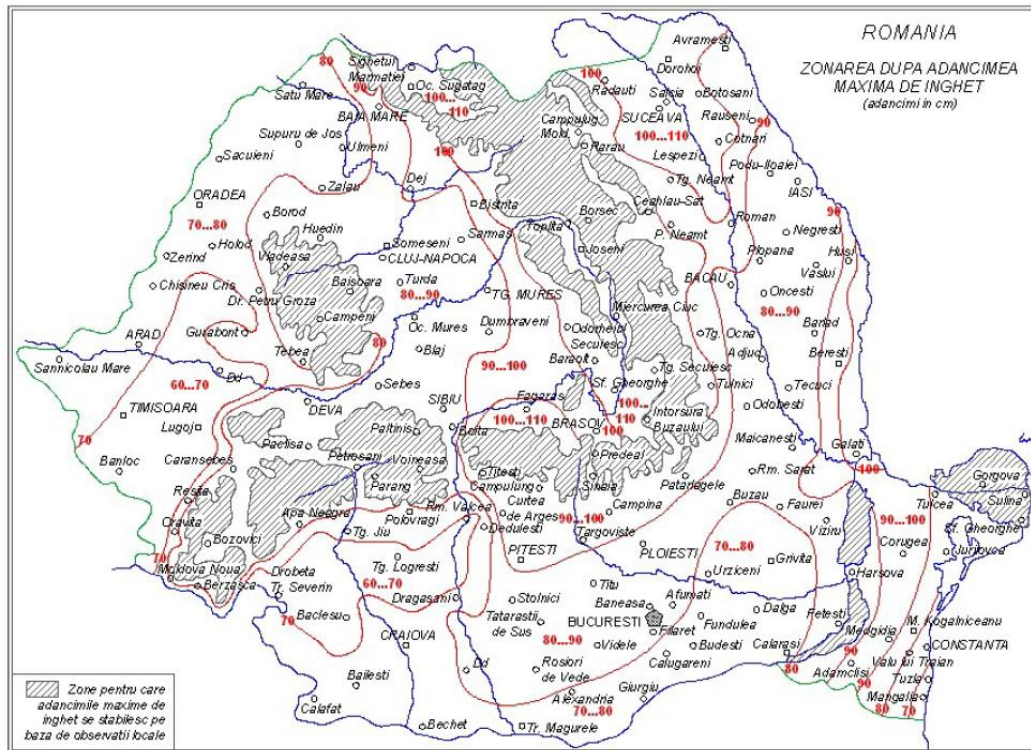 ROMANIA
ZONAREA DUPA ADANCIMEA
MAXIMA DE INGHET
(adancimi in cm)
Avramesti
Dorohoi
Sighetul
Marmatiei
Oc. Sugatag
80
90
100...
110
100
Radauti
Satu Mare
BAIA MARE
Salcia
Botosani
SUCEAVA
100...110
Rauseni
90
Campulug
Mold.
Rarau
Cotnari
Supuru de Jos
Ulmeni
100
Lespezi
Podu-Iloaiei
Sacuieni
IASI
Zalau
Dej
Tg. Neamt
ORADEA
Bistrita
Ceahlau-Sat
Borod
Borsec
Roman
90
70...80
Huedin
Sarmas
Toplita
P. Neamt
Negresti
Holod
Someseni
Joseni
Plopana
Husi
Zerind
Vladeasa
CLUJ-NAPOCA
Vaslui
Chisineu Cris
Baisoara
Turda
BACAU
Oncesti
Dr. Petru Groza
80...90
TG. MURES
80...90
Campeni
Oc. Mures
Dumbraveni
Miercurea Ciuc
Gurabont
Odorheiul
Secuiesc
Tg. Ocna
Barlad
ARAD
80
Blaj
Baraolt
Adjud
Beresti
Sannicolau Mare
Tebea
90...100
Tg. Secuiesc
60...70
Dd
Sebes
Sf. Gheorghe
Tulnici
Tecuci
TIMISOARA
DEVA
SIBIU
Fagaras
100...
110
Odobesti
Lugoj
100...110
BRASOV
100
Intorsura
Buzaului
70
Paclisa
Paltinis
Boita
Maicanesti
Galati
Banloc
Caransebes
Petrosani
Voineasa
Predeal
Rm. Sarat
100
Titesti
Gorgova
Parang
Campulung
Sinaia
Patarlagele
Resita
Rm. Valcea
Curtea
de Arges
Campina
Buzau
Faurei
Tulcea
Sulina
Oravita
Apa Neagra
Polovragi
90...100
90...100
Tg. Jiu
Dedulesti
Targoviste
Viziru
Sf. Gheorghe
Bozovici
PITESTI
PLOIESTI
70...80
Corugea
Jurilovca
70
Moldova Noua
Tg. Logresti
Grivita
Berzasca
Drobeta
Tr. Severin
60...70
Titu
Urziceni
Harsova
Dragasani
Stolnici
Baneasa
Afumati
70
Baclesu
Tatarastii
de Sus
BUCURESTI
Fundulea
Dalga
Fetesti
M. Kogalniceanu
CRAIOVA
80...90
Filaret
Medgidia
Videle
Budesti
Calarasi
CONSTANTA
Calugareni
90
Valu lui Traian
Dd
Rosiori
de Vede
80
Adamclisi
Tuzla
Bailesti
Alexandria
Giurgiu
90
Mangalia
70...80
80
70
Calafat
Bechet
Tr. Magurele
Zone pentru care
adancimile maxime de
inghet se stabilesc pe
baza de observatii locale